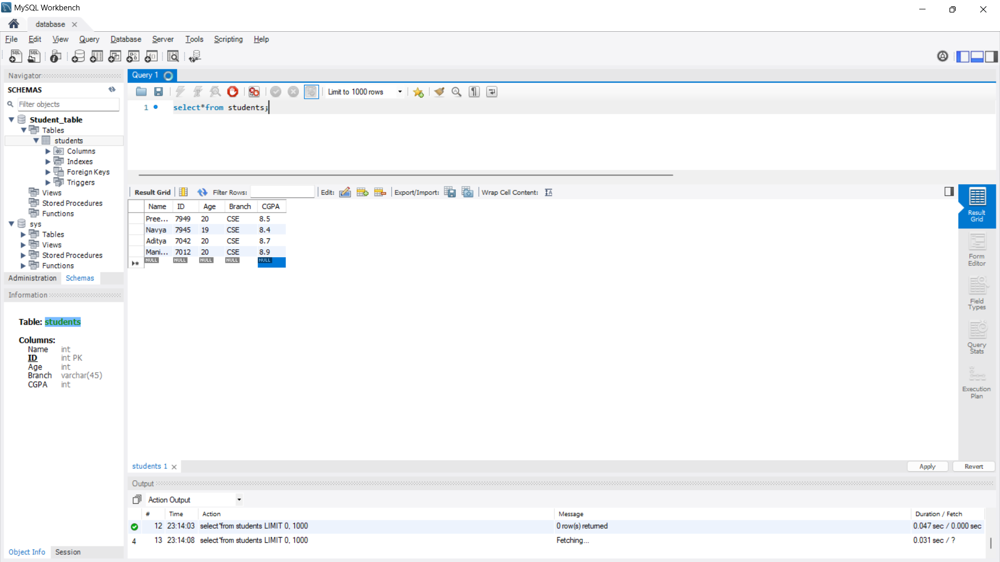 MySQL Workbench
database
File Edit View Query Database Server Tools Scripting Help
Navigator
SCHEMAS
Filter objects
Student_table
Tables
students
Columns
Indexes
Foreign Keys
Triggers
Views
Stored Procedures
Functions
sys
Tables
Views
Stored Procedures
Functions
Administration Schemas
Information
Table: students
Columns:
Name int
ID int PK
Age int
Branch varchar(45)
CGPA int
Object Info Session
Query 1
Limit to 1000 rows
1 select*from students;
Result Grid Filter Rows: Edit: Export/Import: Wrap Cell Content:
Name ID Age Branch CGPA
Pree... 7949 20 CSE 8.5
Navya 7945 19 CSE 8.4
Aditya 7042 20 CSE 8.7
Mani... 7012 20 CSE 8.9
NULL NULL NULL NULL NULL
Result
Grid
Form
Editor
Field
Types
Query
Stats
Execution
Plan
students 1
Apply Revert
Output
Action Output
# Time Action Message Duration / Fetch
12 23:14:03 select*from students LIMIT 0, 1000 0 row(s) returned 0.047 sec / 0.000 sec
4 13 23:14:08 select*from students LIMIT 0, 1000 Fetching... 0.031 sec / ?